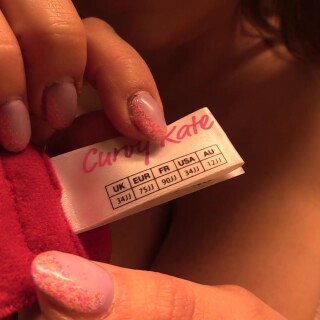 Curvy Kate
UK EUR FR USA AU
34JJ 75JJ 90JJ 34JJ 12JJ